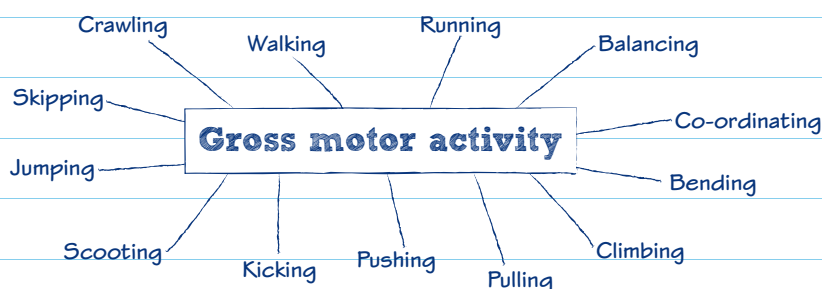 Crawling
Walking
Running
Balancing
Skipping
Co-ordinating
Gross motor activity
Jumping
Bending
Scooting
Kicking
Pushing
Pulling
Climbing